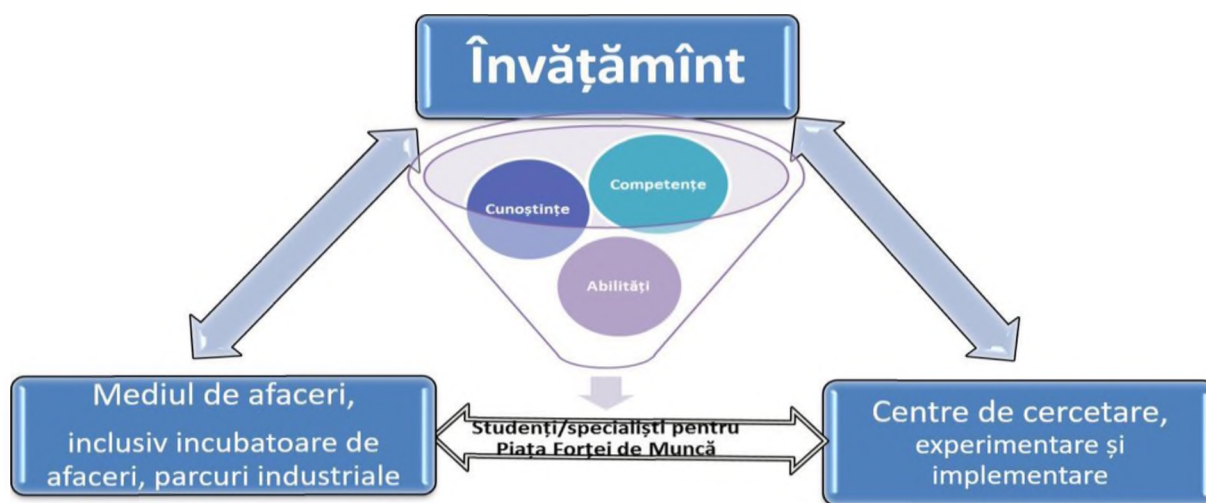 Învățămînt
Competențe
Cunoștințe
Abilități
Mediul de afaceri,
inclusiv incubatoare de
afaceri, parcuri industriale
Studenți/specialiști pentru
Piața Forței de Muncă
Centre de cercetare,
experimentare și
implementare